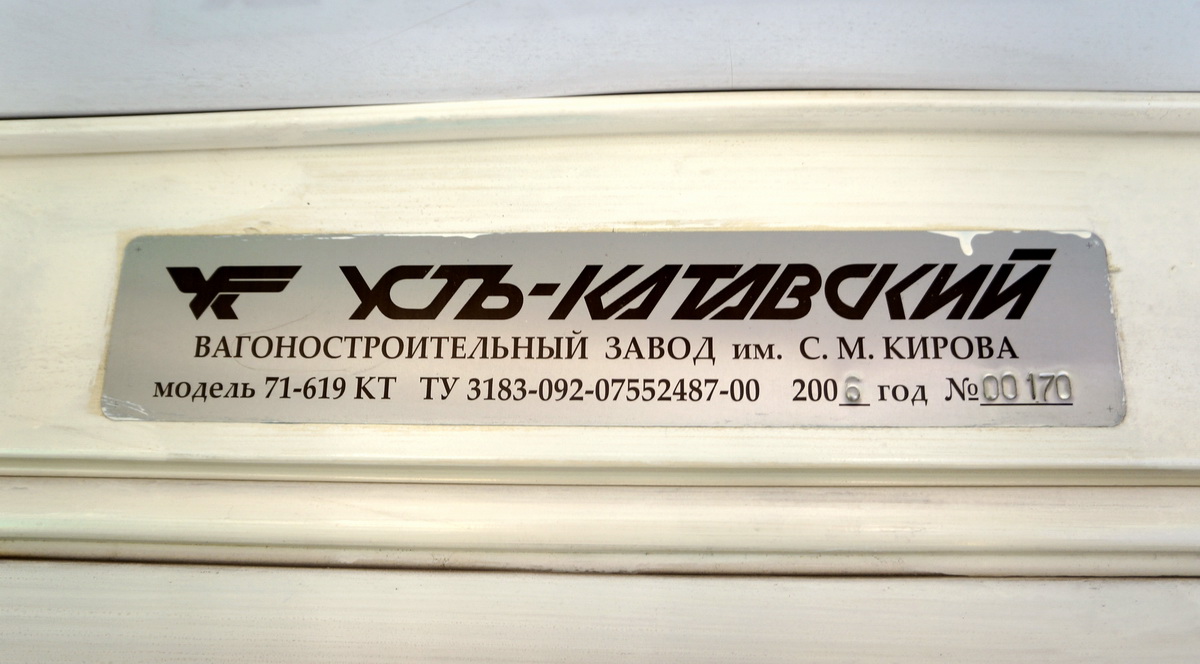 УСТЬ-КАТАВСКИЙ
ВАГОНОСТРОИТЕЛЬНЫЙ ЗАВОД им. С. М. КИРОВА
модель 71-619 КТ ТУ 3183-092-07552487-00 2006 год №00170